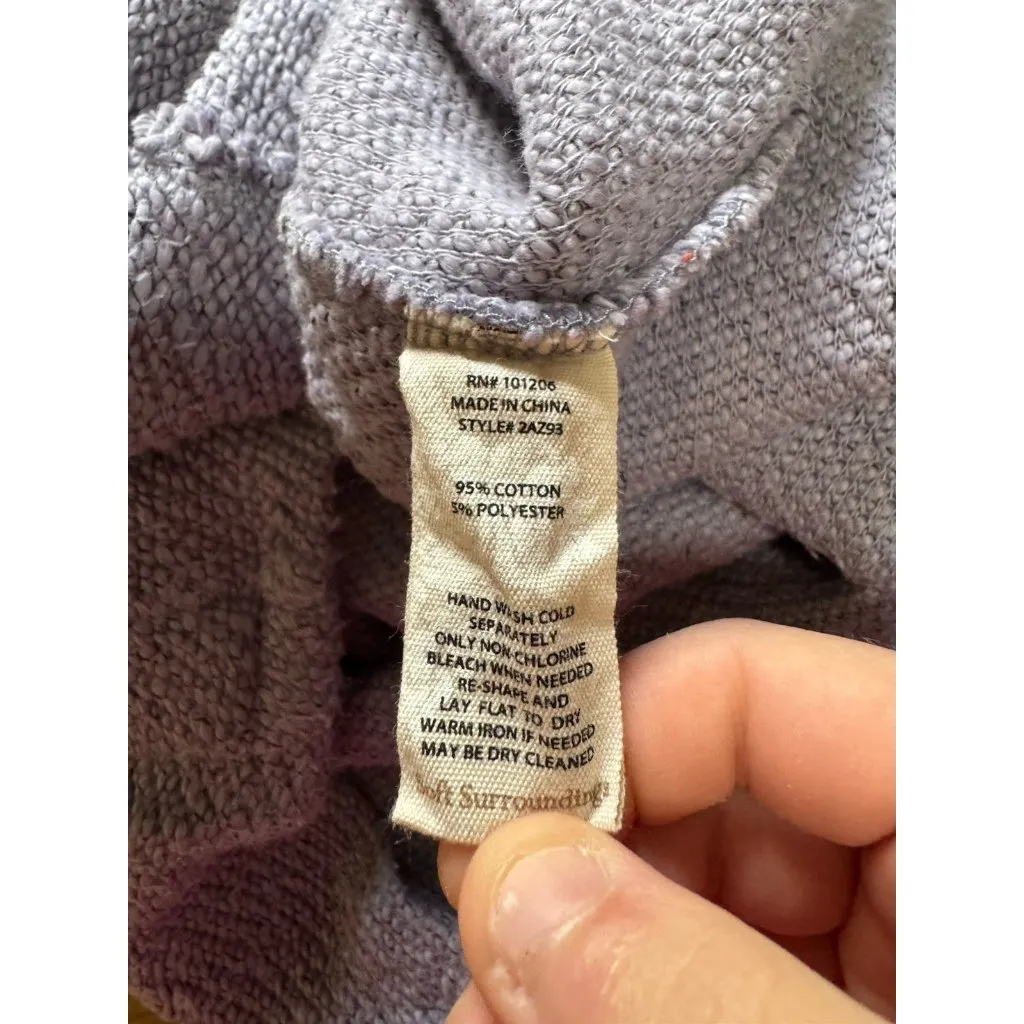 RN# 101206
MADE IN CHINA
STYLE# 2AZ93
95% COTTON
5% POLYESTER
HAND WASH COLD
SEPARATELY
ONLY NON-CHLORINE
BLEACH WHEN NEEDED
RE-SHAPE AND
LAY FLAT TO DRY
WARM IRON IF NEEDED
MAY BE DRY CLEANED
Soft Surroundings